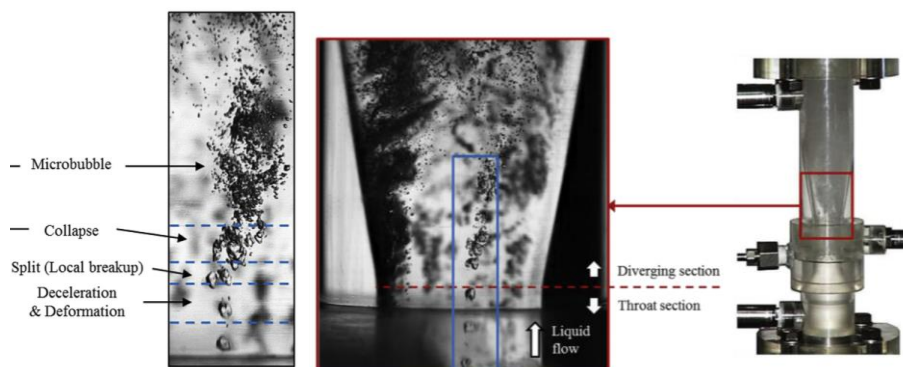 Microbubble
Collapse
Split (Local breakup)
Deceleration
& Deformation
Diverging section
Throat section
Liquid
flow